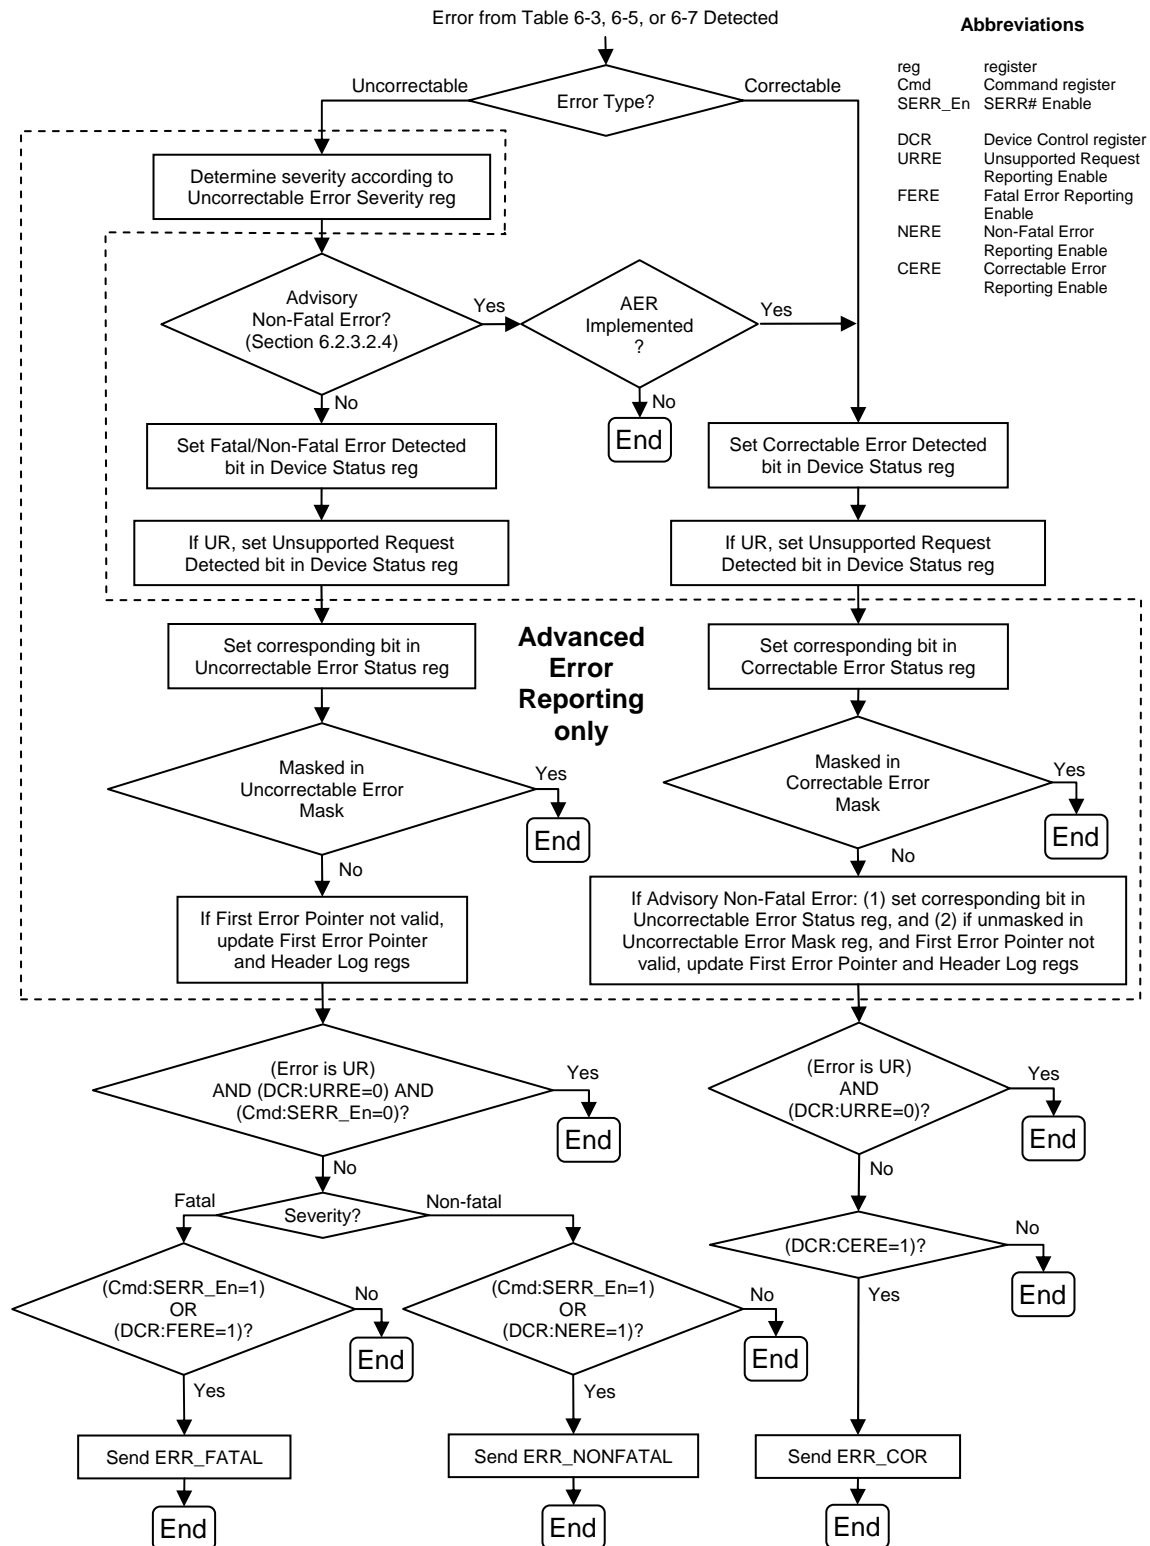 Error from Table 6-3, 6-5, or 6-7 Detected
Abbreviations
reg register
Cmd Command register
SERR_En SERR# Enable
DCR Device Control register
URRE Unsupported Request
Reporting Enable
FERE Fatal Error Reporting
Enable
NERE Non-Fatal Error
Reporting Enable
CERE Correctable Error
Reporting Enable
Uncorrectable
Error Type?
Correctable
Determine severity according to
Uncorrectable Error Severity reg
Advisory
Non-Fatal Error?
(Section 6.2.3.2.4)
Yes
AER
Implemented
?
Yes
No
No
End
Set Fatal/Non-Fatal Error Detected
bit in Device Status reg
Set Correctable Error Detected
bit in Device Status reg
If UR, set Unsupported Request
Detected bit in Device Status reg
If UR, set Unsupported Request
Detected bit in Device Status reg
Set corresponding bit in
Uncorrectable Error Status reg
Advanced
Error
Reporting
only
Set corresponding bit in
Correctable Error Status reg
Masked in
Uncorrectable Error
Mask
Yes
End
No
Masked in
Correctable Error
Mask
Yes
End
No
If First Error Pointer not valid,
update First Error Pointer
and Header Log regs
If Advisory Non-Fatal Error: (1) set corresponding bit in
Uncorrectable Error Status reg, and (2) if unmasked in
Uncorrectable Error Mask reg, and First Error Pointer not
valid, update First Error Pointer and Header Log regs
(Error is UR)
AND (DCR:URRE=0) AND
(Cmd:SERR_En=0)?
Yes
End
No
(Error is UR)
AND
(DCR:URRE=0)?
Yes
End
No
Fatal
Severity?
Non-fatal
(DCR:CERE=1)?
No
End
Yes
(Cmd:SERR_En=1)
OR
(DCR:FERE=1)?
No
End
Yes
(Cmd:SERR_En=1)
OR
(DCR:NERE=1)?
No
End
Yes
Send ERR_FATAL
Send ERR_NONFATAL
Send ERR_COR
End
End
End